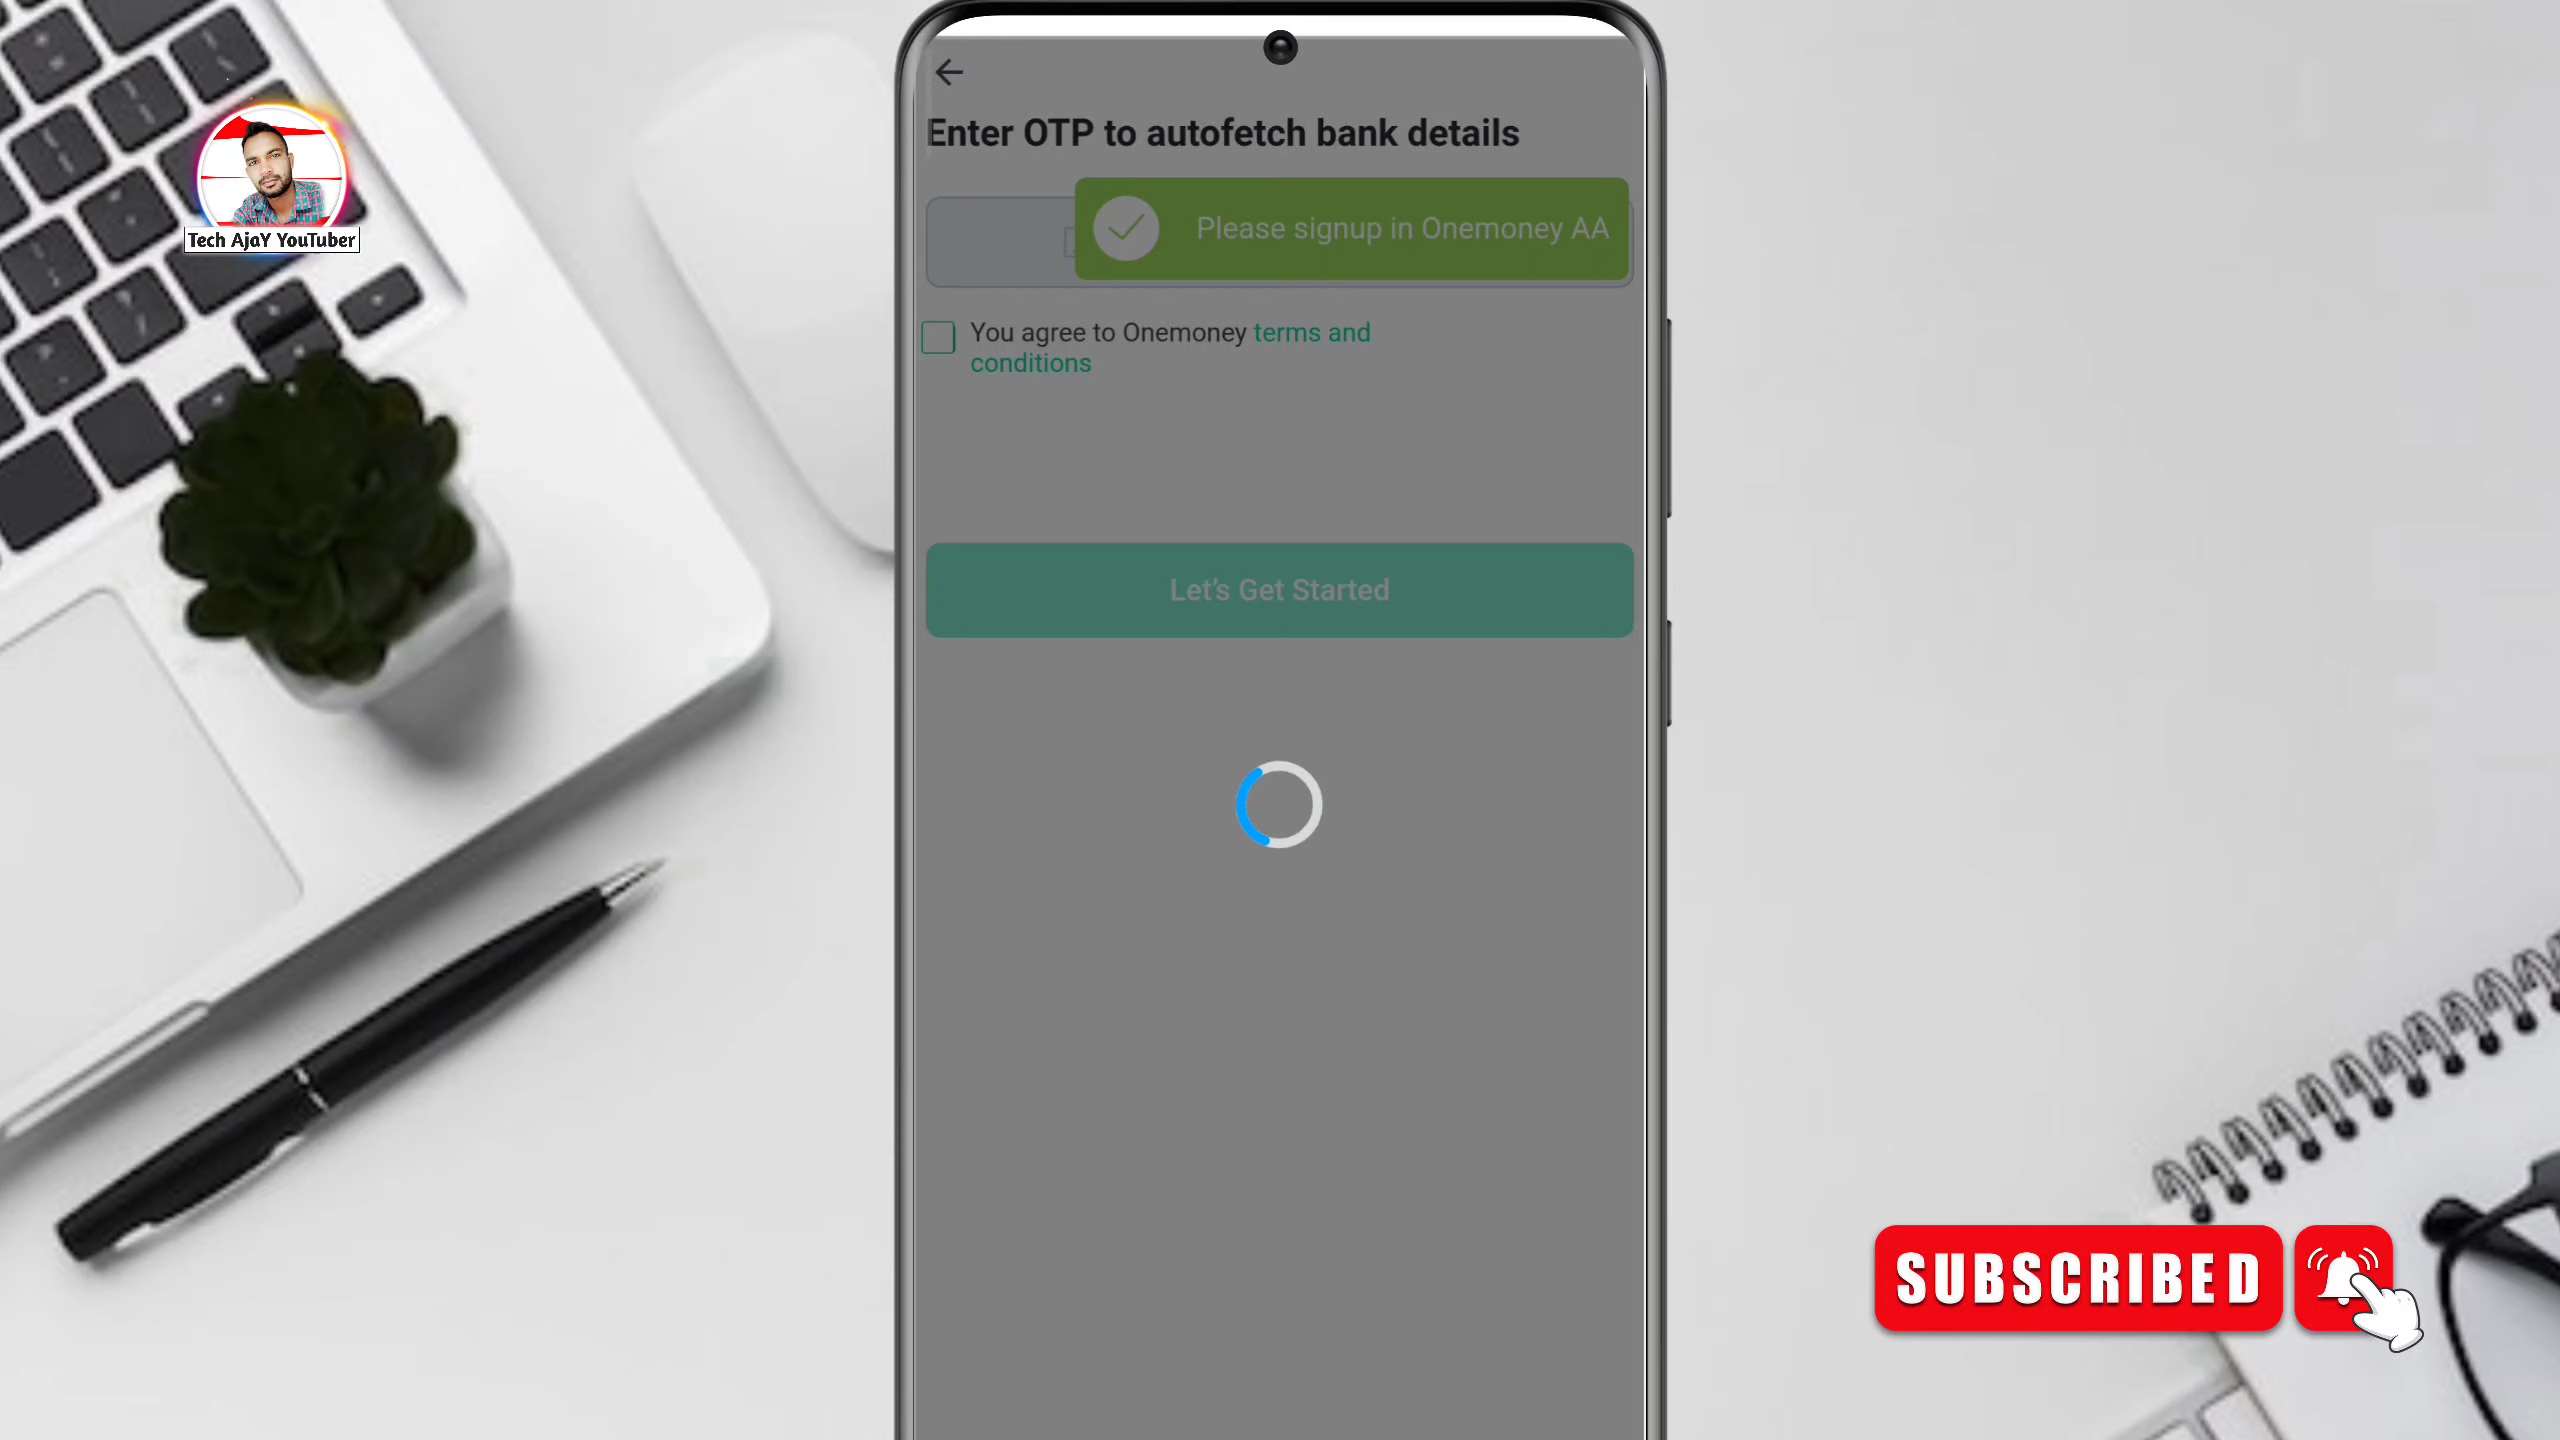 Tech AjaY YouTuber
Enter OTP to autofetch bank details
Please signup in Onemoney AA
You agree to Onemoney terms and
conditions
Let's Get Started
SUBSCRIBED